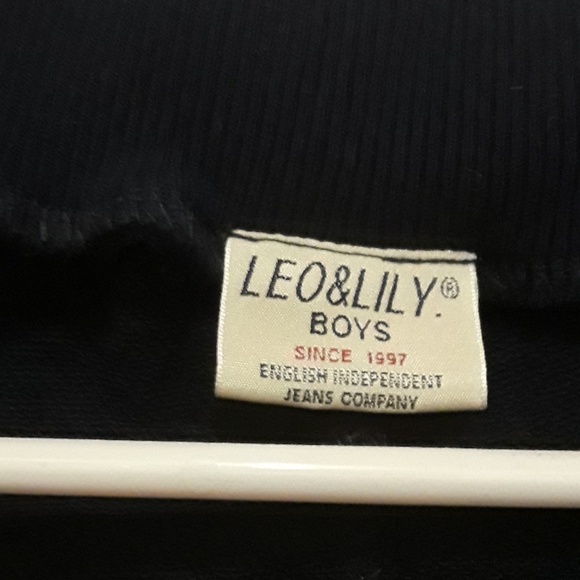 LEO&LILY.®
BOYS
SINCE 1997
ENGLISH INDEPENDENT
JEANS COMPANY